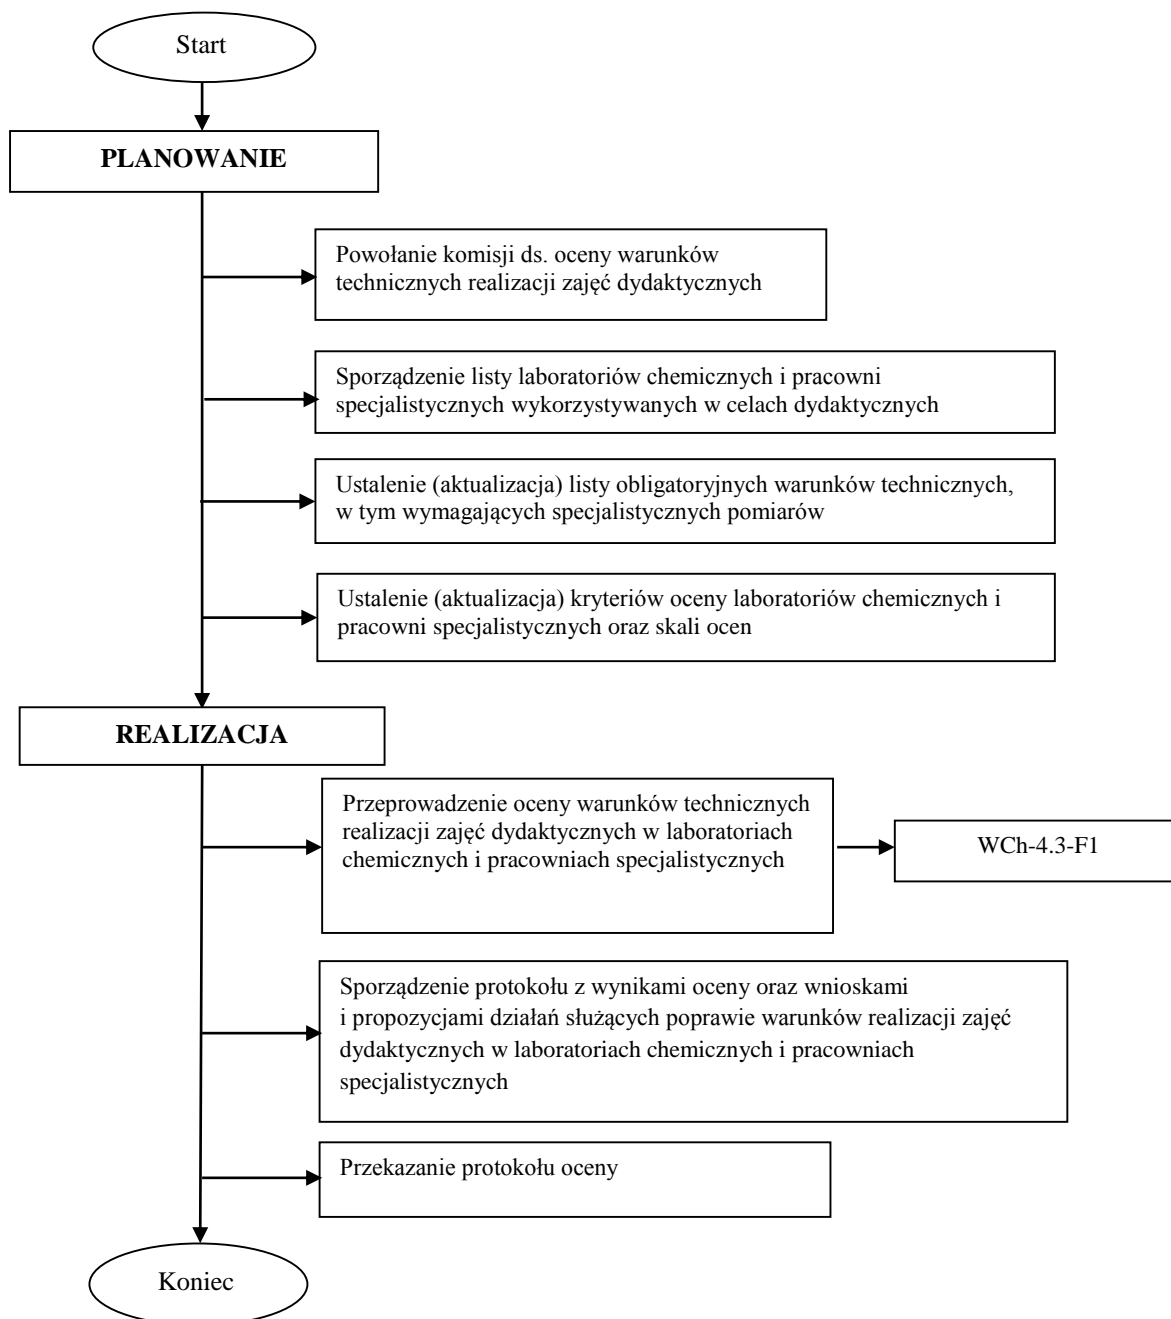 Start
PLANOWANIE
Powołanie komisji ds. oceny warunków
technicznych realizacji zajęć dydaktycznych
Sporządzenie listy laboratoriów chemicznych i pracowni
specjalistycznych wykorzystywanych w celach dydaktycznych
Ustalenie (aktualizacja) listy obligatoryjnych warunków technicznych,
w tym wymagających specjalistycznych pomiarów
Ustalenie (aktualizacja) kryteriów oceny laboratoriów chemicznych i
pracowni specjalistycznych oraz skali ocen
REALIZACJA
Przeprowadzenie oceny warunków technicznych
realizacji zajęć dydaktycznych w laboratoriach
chemicznych i pracowniach specjalistycznych
WCh-4.3-F1
Sporządzenie protokołu z wynikami oceny oraz wnioskami
i propozycjami działań służących poprawie warunków realizacji zajęć
dydaktycznych w laboratoriach chemicznych i pracowniach
specjalistycznych
Przekazanie protokołu oceny
Koniec